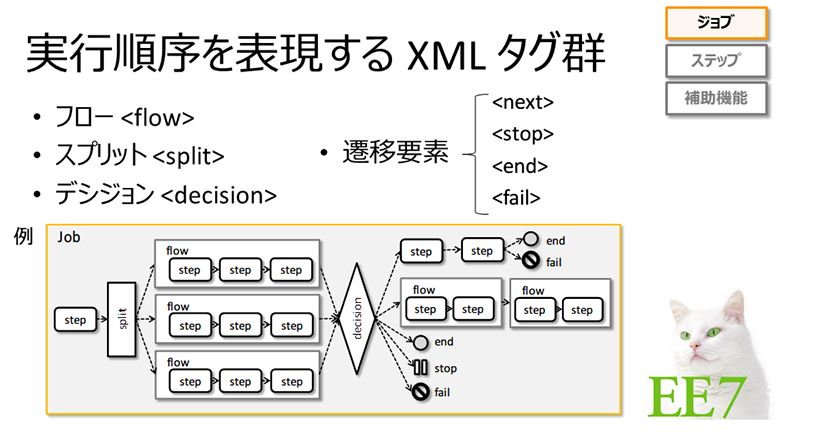 実行順序を表現する XML タグ群
ジョブ
ステップ
補助機能
• フロー <flow>
• スプリット <split>
• デシジョン <decision>
• 遷移要素
<next>
<stop>
<end>
<fail>
例
Job
step
split
flow
step step step
flow
step step step
flow
step step step
decision
step step
end
fail
flow
step step
flow
step step
end
stop
fail
EE7